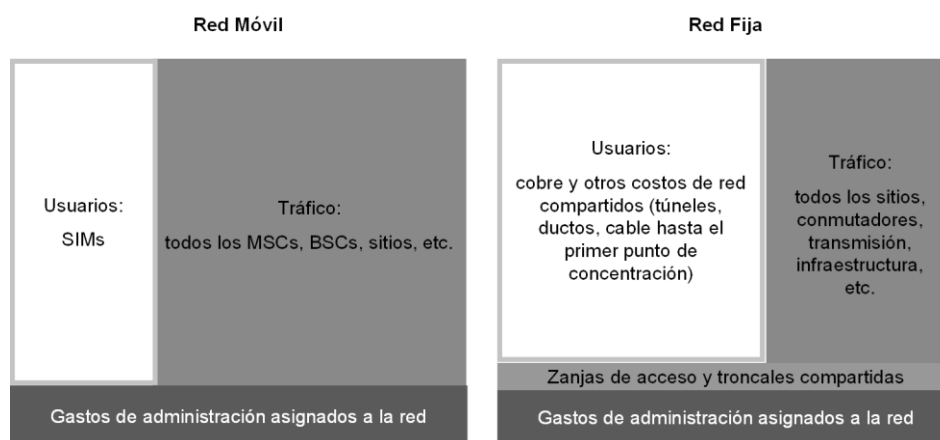 Red Móvil
Usuarios:
SIMs
Tráfico:
todos los MSCs, BSCs, sitios, etc.
Gastos de administración asignados a la red
Red Fija
Usuarios:
cobre y otros costos de red
compartidos (túneles,
ductos, cable hasta el
primer punto de
concentración)
Tráfico:
todos los sitios,
conmutadores,
transmisión,
infraestructura,
etc.
Zanjas de acceso y troncales compartidas
Gastos de administración asignados a la red